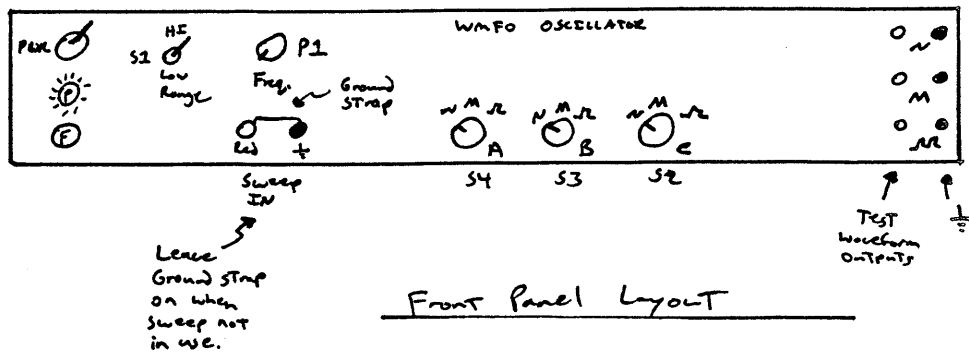 WMFO OSCILLATOR
PWR
HI
S1
Low
Range
P1
Freq.
Ground
Strap
P
F
Red
Sweep
IN
A
B
C
S4
S3
S2
Test
Waveform
Outputs
Leave
Ground Strap
on when
Sweep not
in use.
Front Panel Layout